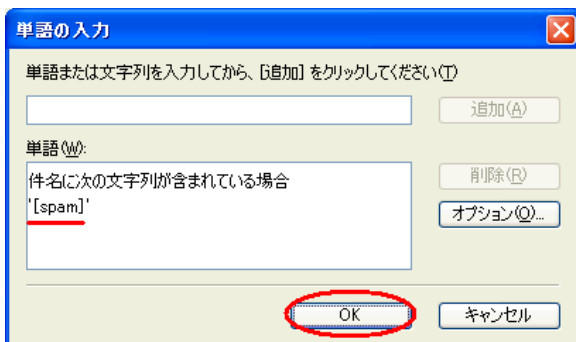 単語の入力
単語または文字列を入力してから、[追加] をクリックしてください(T)
追加(A)
単語(W):
件名に次の文字列が含まれている場合
'[spam]'
削除(R)
オプション(O)...
OK
キャンセル